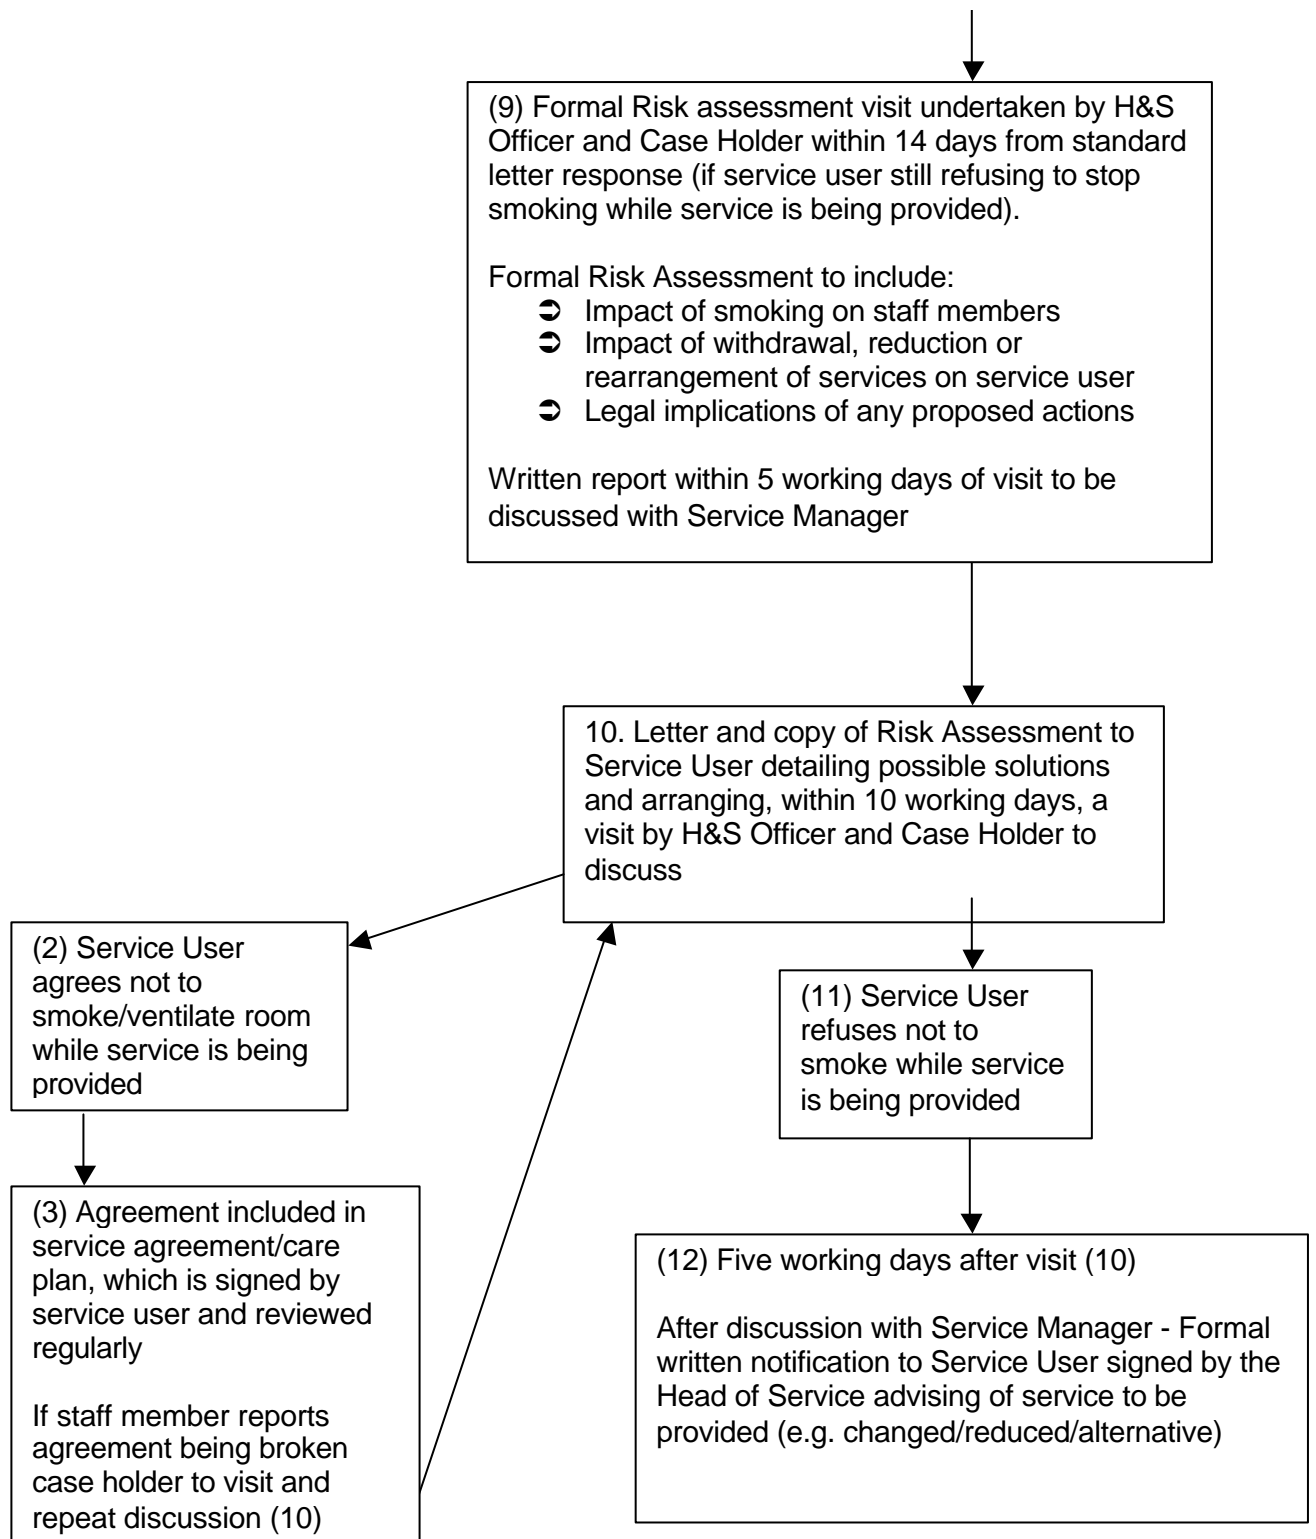 (9) Formal Risk assessment visit undertaken by H&S
Officer and Case Holder within 14 days from standard
letter response (if service user still refusing to stop
smoking while service is being provided).
Formal Risk Assessment to include:
➲ Impact of smoking on staff members
➲ Impact of withdrawal, reduction or
rearrangement of services on service user
➲ Legal implications of any proposed actions
Written report within 5 working days of visit to be
discussed with Service Manager
10. Letter and copy of Risk Assessment to
Service User detailing possible solutions
and arranging, within 10 working days, a
visit by H&S Officer and Case Holder to
discuss
(2) Service User
agrees not to
smoke/ventilate room
while service is being
provided
(11) Service User
refuses not to
smoke while service
is being provided
(3) Agreement included in
service agreement/care
plan, which is signed by
service user and reviewed
regularly
If staff member reports
agreement being broken
case holder to visit and
repeat discussion (10)
(12) Five working days after visit (10)
After discussion with Service Manager - Formal
written notification to Service User signed by the
Head of Service advising of service to be
provided (e.g. changed/reduced/alternative)